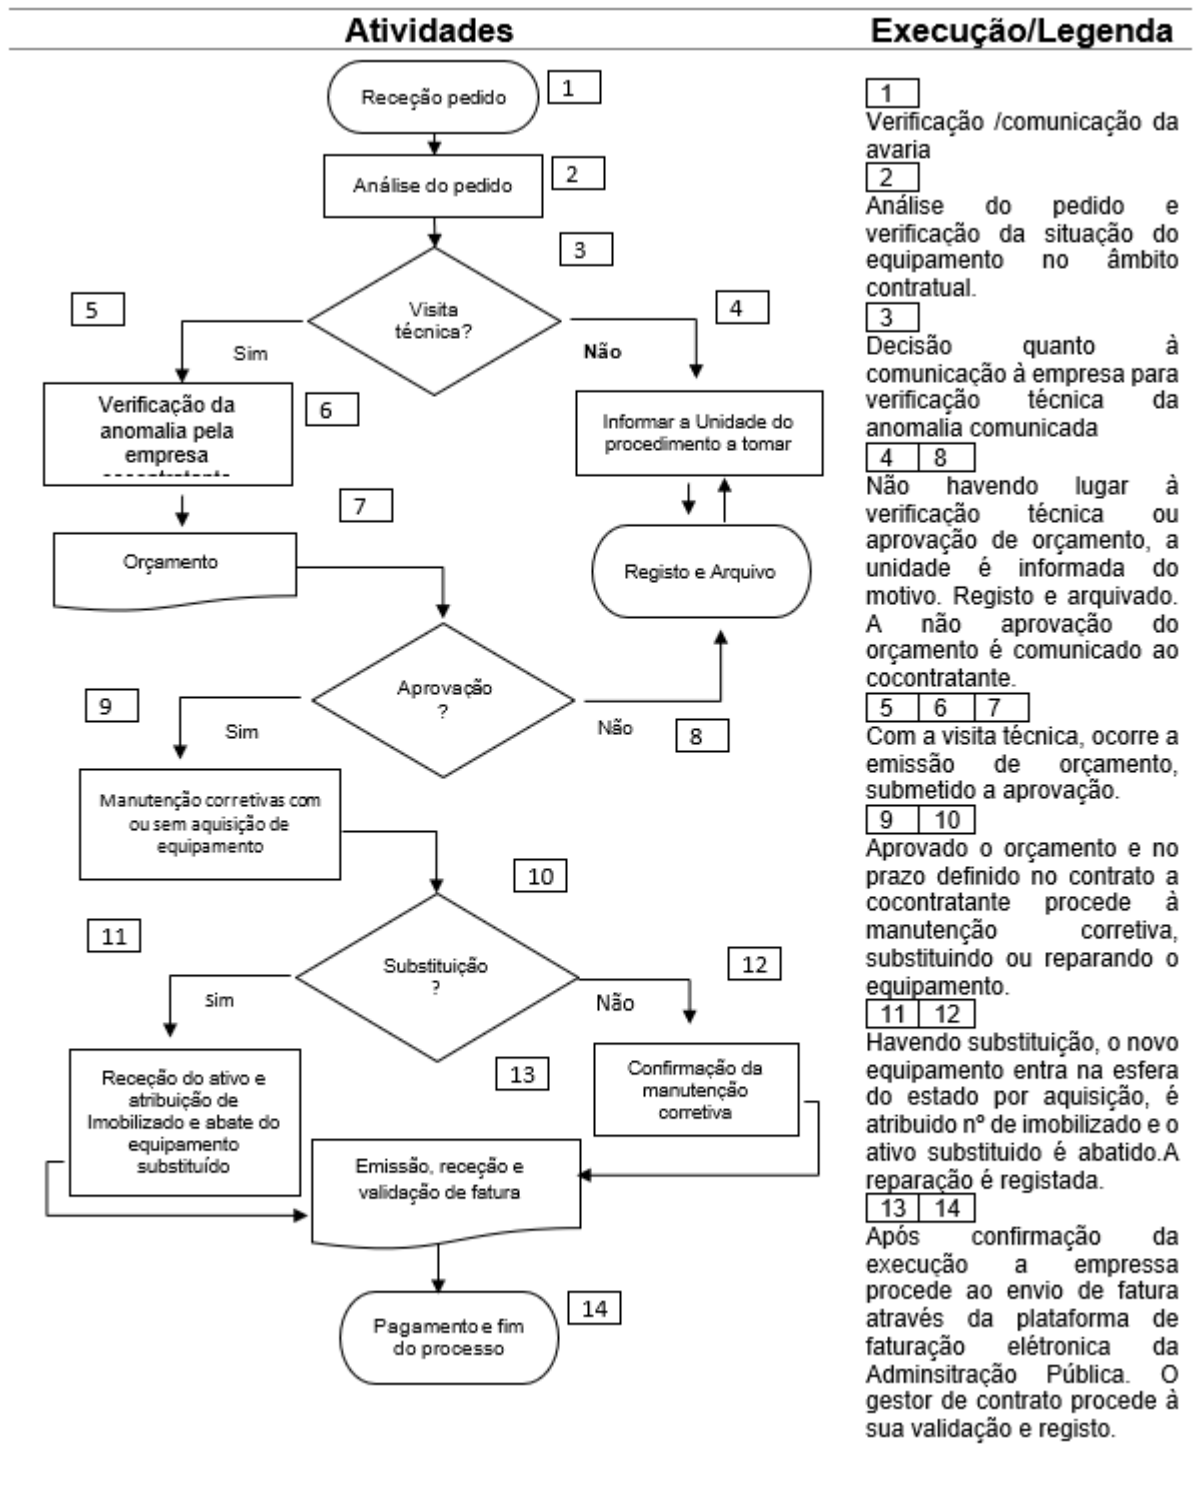 Atividades
Execução/Legenda
Receção pedido
1
Análise do pedido
2
3
Visita
técnica?
5
Sim
4
Não
Verificação da
anomalia pela
empresa
6
Informar a Unidade do
procedimento a tomar
7
Orçamento
Registo e Arquivo
Aprovação
?
9
Sim
Não
8
Manutenção corretivas com
ou sem aquisição de
equipamento
10
11
Substituição
?
12
Sim
Não
13
Receção do ativo e
atribuição de
Imobilizado e abate do
equipamento
substituído
Confirmação da
manutenção
corretiva
Emissão, receção e
validação de fatura
14
Pagamento e fim
do processo
1
Verificação /comunicação da
avaria
2
Análise do pedido e
verificação da situação do
equipamento no âmbito
contratual.
3
Decisão quanto à
comunicação à empresa para
verificação técnica da
anomalia comunicada
4 8
Não havendo lugar à
verificação técnica ou
aprovação de orçamento, a
unidade é informada do
motivo. Registo e arquivado.
A não aprovação do
orçamento é comunicado ao
cocontratante.
5 6 7
Com a visita técnica, ocorre a
emissão de orçamento,
submetido a aprovação.
9 10
Aprovado o orçamento e no
prazo definido no contrato a
cocontratante procede à
manutenção corretiva,
substituindo ou reparando o
equipamento.
11 12
Havendo substituição, o novo
equipamento entra na esfera
do estado por aquisição, é
atribuido nº de imobilizado e o
ativo substituido é abatido.A
reparação é registada.
13 14
Após confirmação da
execução a empressa
procede ao envio de fatura
através da plataforma de
faturação elétronica da
Adminsitração Pública. O
gestor de contrato procede à
sua validação e registo.